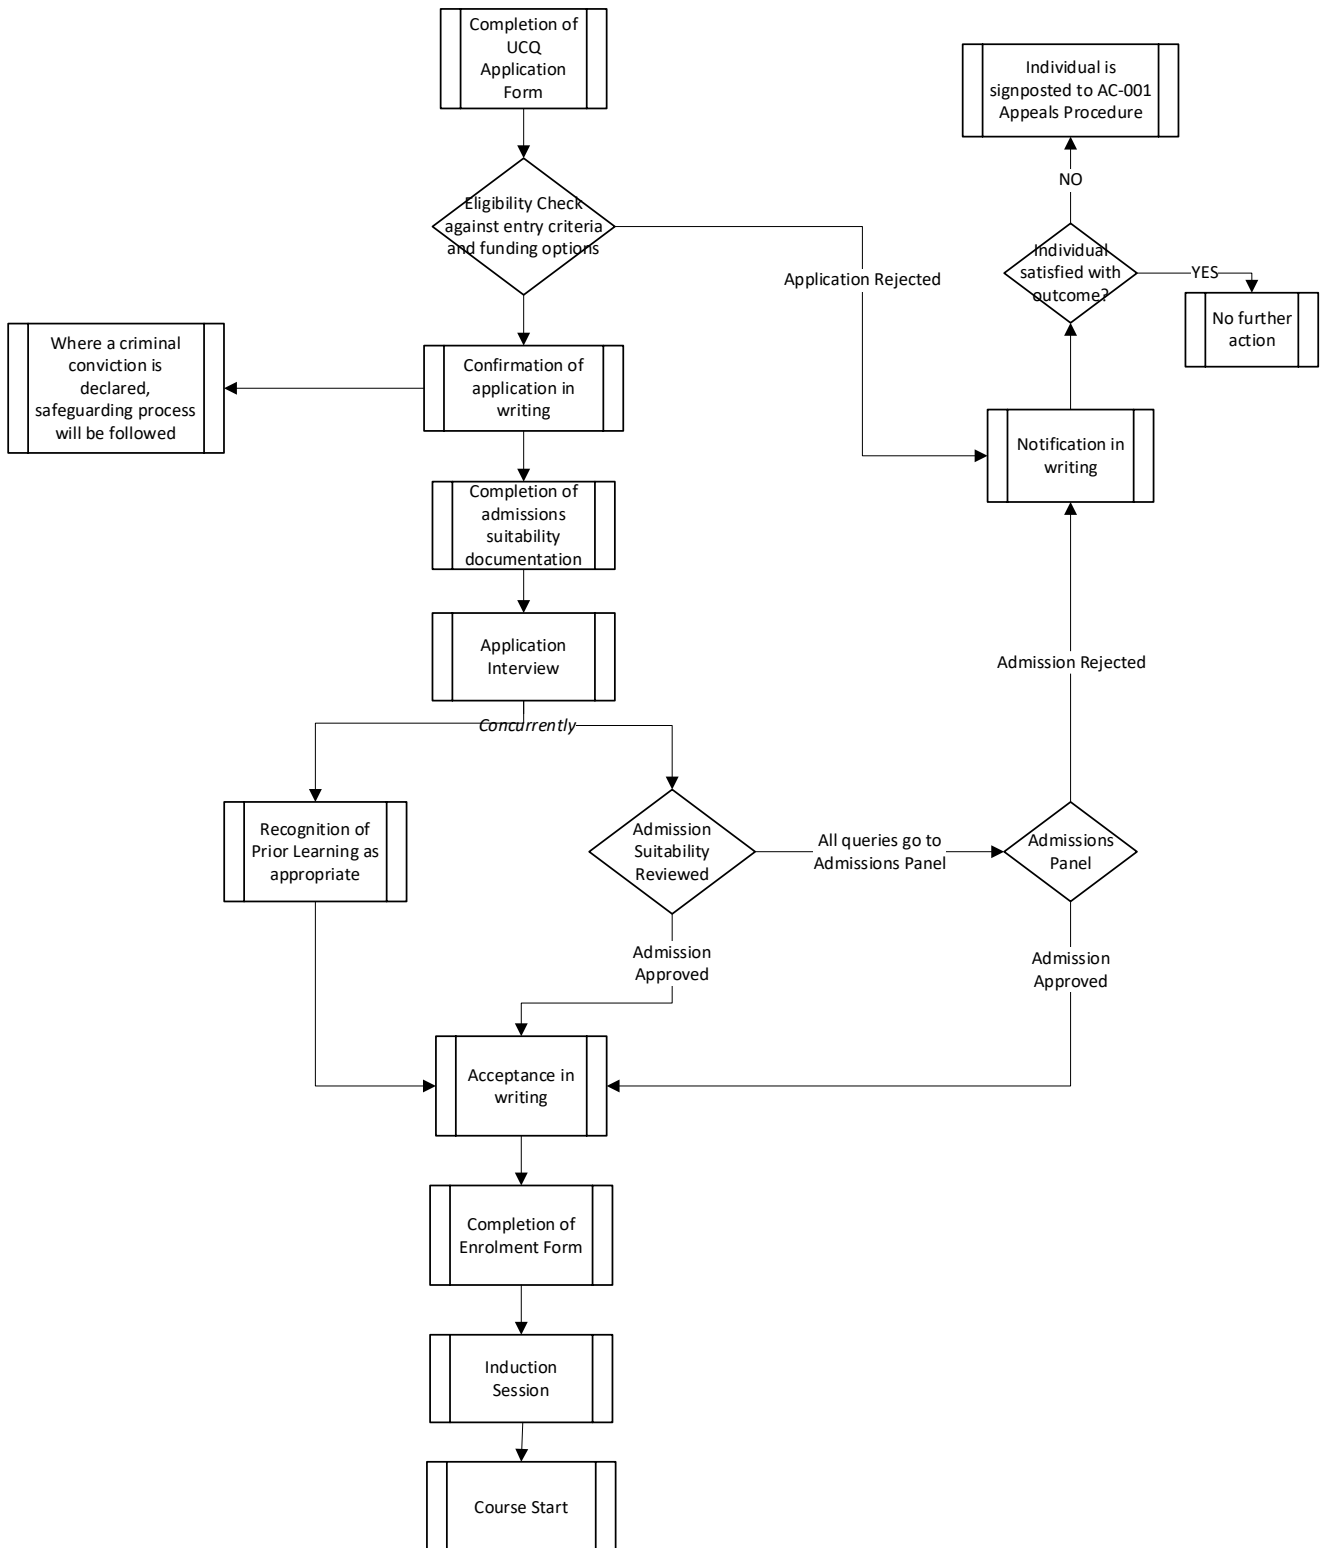 Completion of
UCQ
Application
Form
Individual is
signposted to AC-001
Appeals Procedure
NO
Eligibility Check
against entry criteria
and funding options
Application Rejected
Individual
satisfied with
outcome?
YES
No further
action
Where a criminal
conviction is
declared,
safeguarding process
will be followed
Confirmation of
application in
writing
Notification in
writing
Completion of
admissions
suitability
documentation
Application
Interview
Admission Rejected
Concurrently
Recognition of
Prior Learning as
appropriate
Admission
Suitability
Reviewed
All queries go to
Admissions Panel
Admissions
Panel
Admission
Approved
Admission
Approved
Acceptance in
writing
Completion of
Enrolment Form
Induction
Session
Course Start